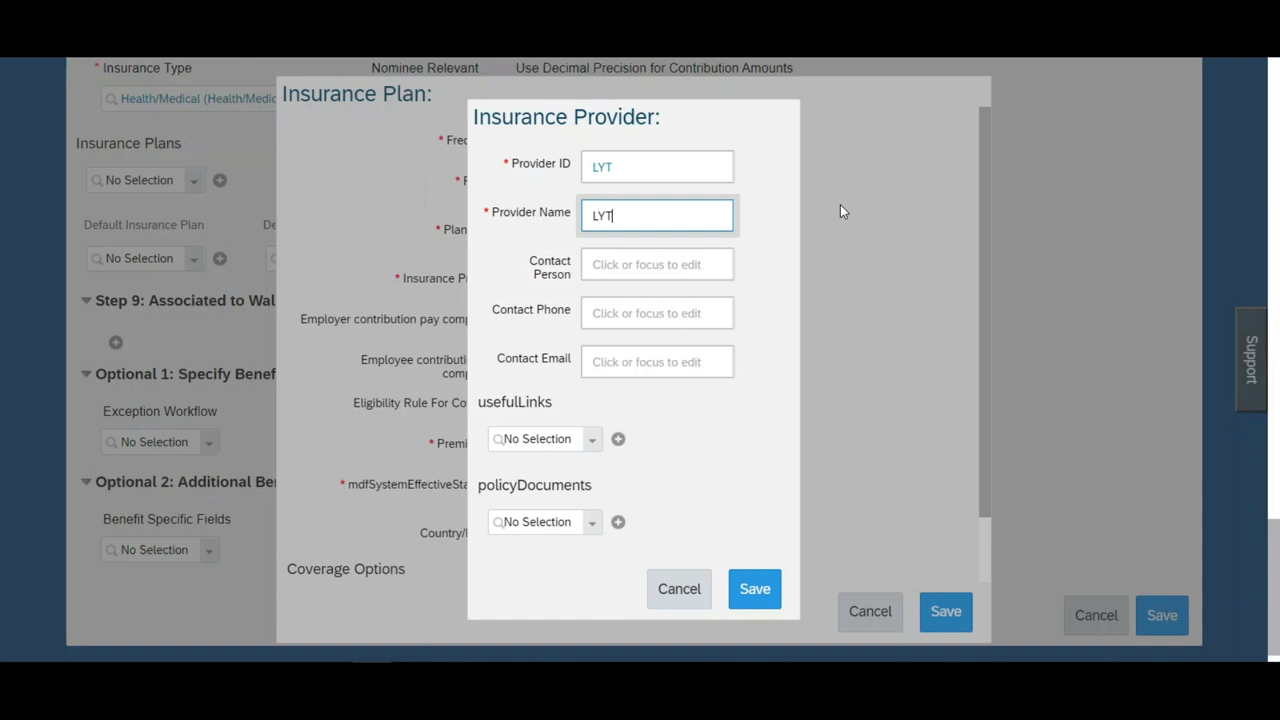 * Insurance Type
Nominee Relevant
Use Decimal Precision for Contribution Amounts
Health/Medical (Health/Medic
Insurance Plans
No Selection
Default Insurance Plan
De
No Selection
Step 9: Associated to Wal
Optional 1: Specify Benef
Exception Workflow
No Selection
Optional 2: Additional Be
Benefit Specific Fields
No Selection
Insurance Plan:
* Fred
* Plan
* Insurance P
Employer contribution pay comp
Employee contributi
comp
Eligibility Rule For Co
* Premi
* mdfSystemEffectiveSta
Country/
Coverage Options
Insurance Provider:
* Provider ID
LYT
* Provider Name
LYT
Contact
Person
Click or focus to edit
Contact Phone
Click or focus to edit
Contact Email
Click or focus to edit
usefulLinks
No Selection
policyDocuments
No Selection
Cancel
Save
Cancel
Save
Cancel
Save
Support